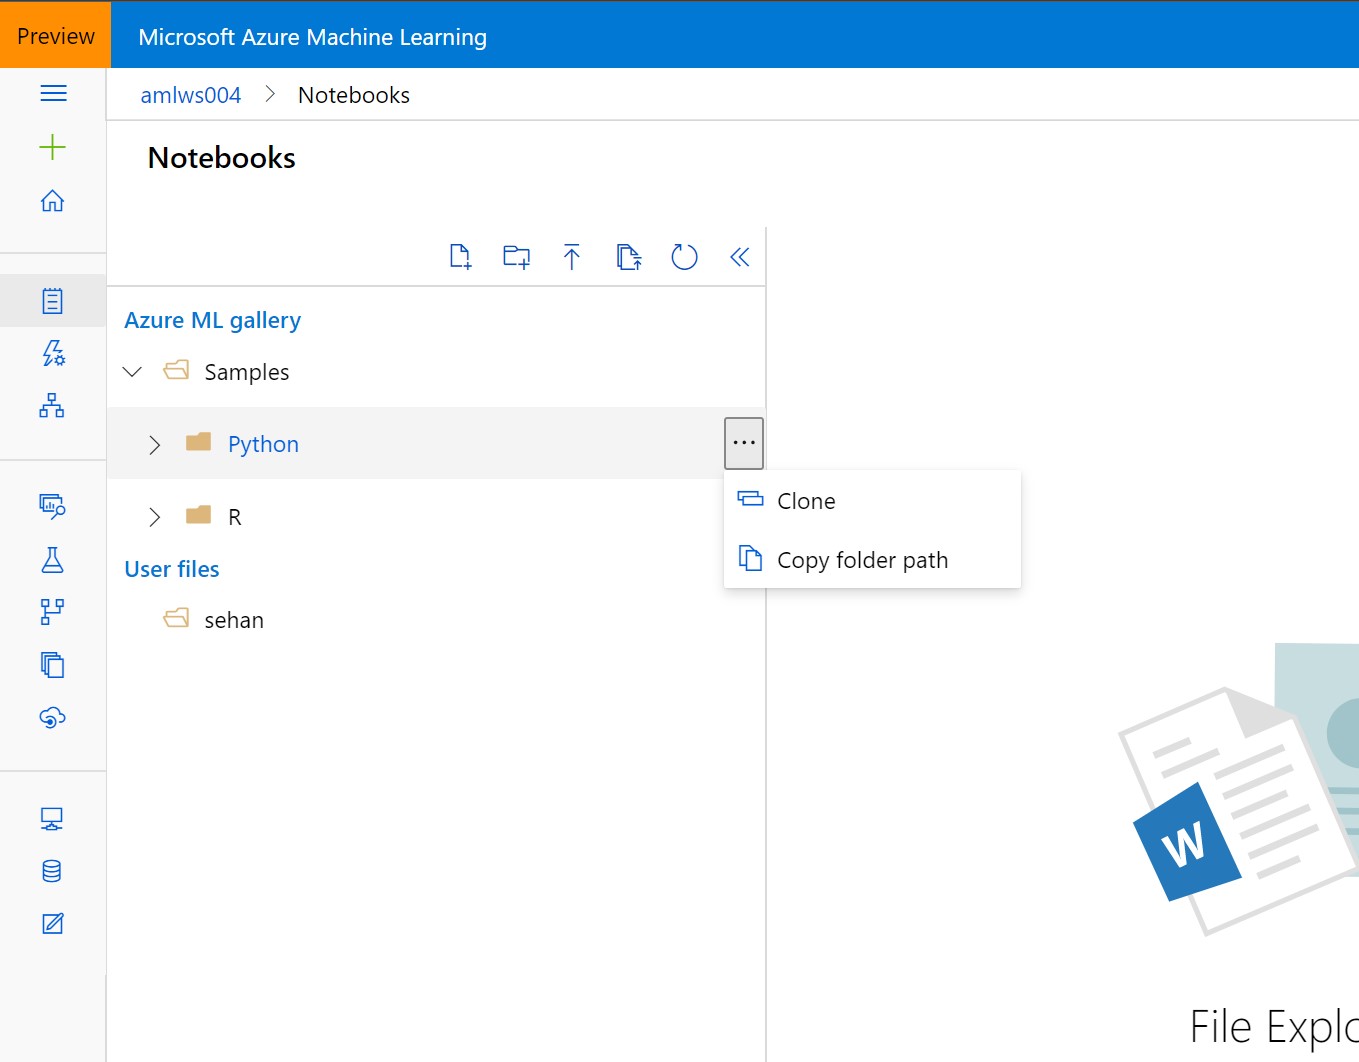 Preview
Microsoft Azure Machine Learning
amlws004 > Notebooks
Notebooks
Azure ML gallery
Samples
Python
...
Clone
Copy folder path
R
User files
sehan
W
File Explo